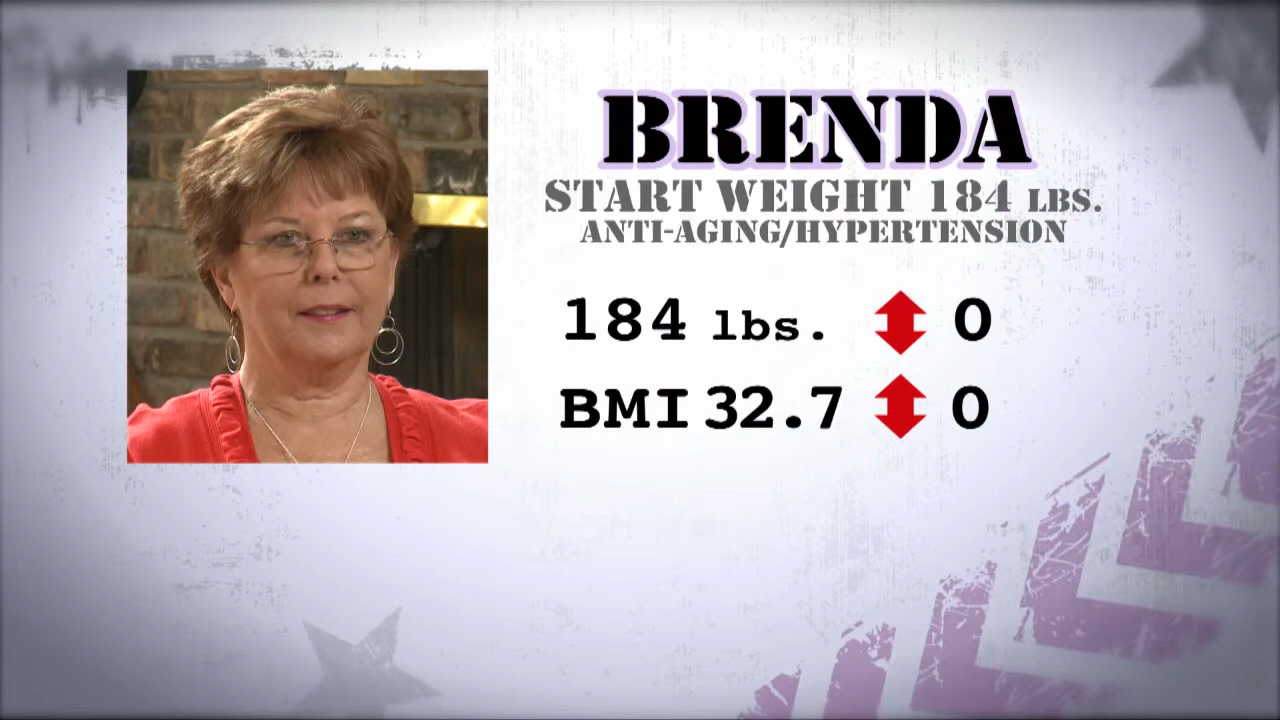 BRENDA
START WEIGHT 184 LBS.
ANTI-AGING/HYPERTENSION
184 lbs. 0
BMI 32.7 0